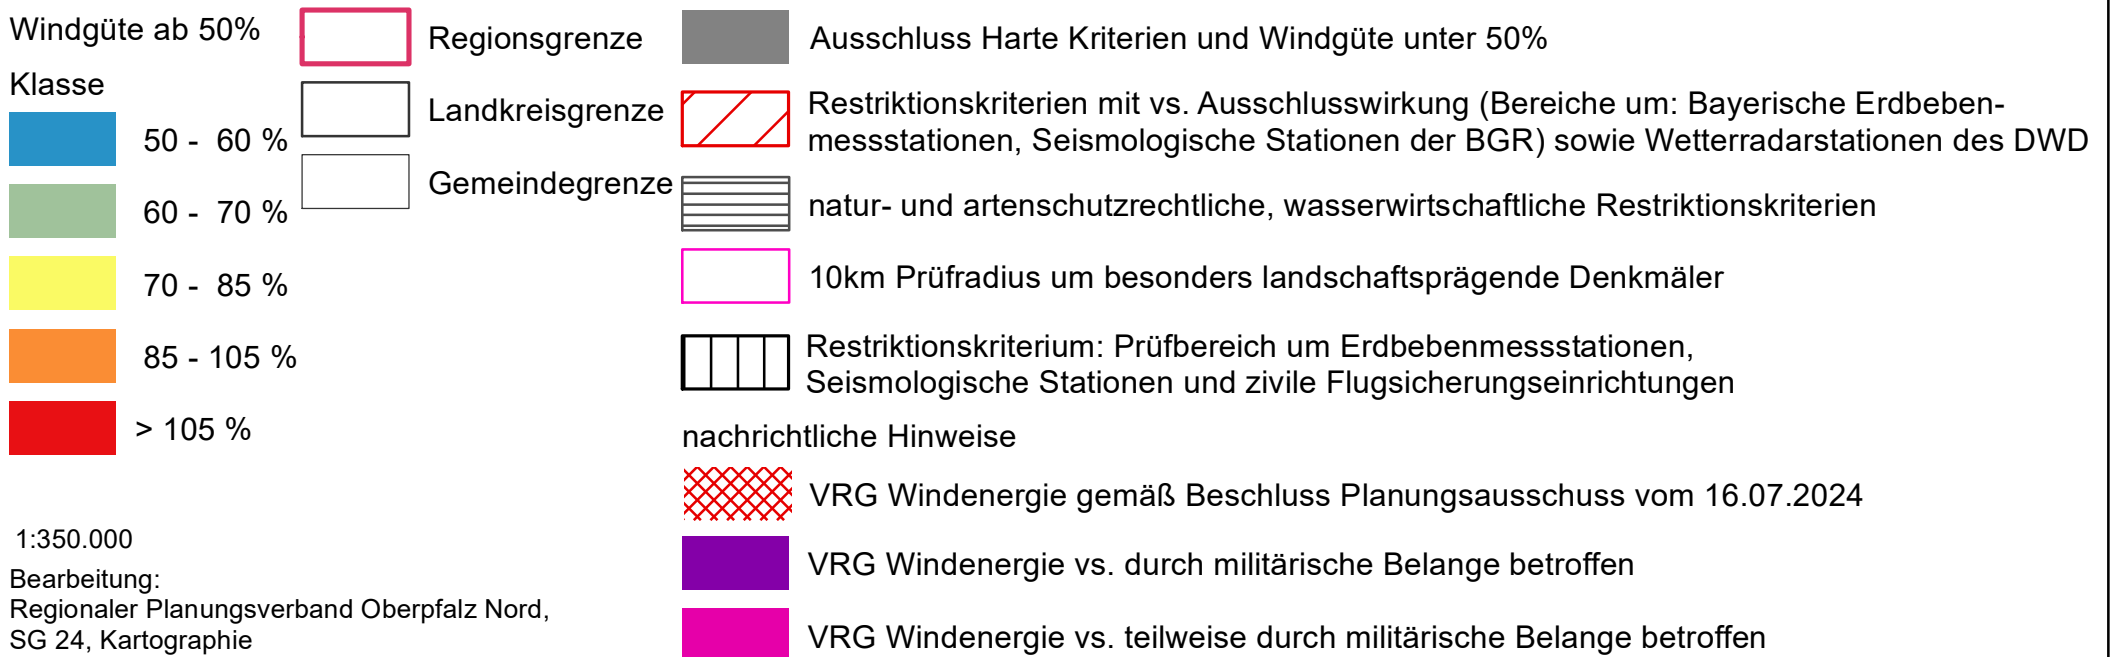 Windgüte ab 50%
Klasse
50 - 60 %
60 - 70 %
70 - 85 %
85 - 105 %
> 105 %
1:350.000
Bearbeitung:
Regionaler Planungsverband Oberpfalz Nord,
SG 24, Kartographie
Regionsgrenze
Landkreisgrenze
Gemeindegrenze
Ausschluss Harte Kriterien und Windgüte unter 50%
Restriktionskriterien mit vs. Ausschlusswirkung (Bereiche um: Bayerische Erdbeben-
messstationen, Seismologische Stationen der BGR) sowie Wetterradarstationen des DWD
natur- und artenschutzrechtliche, wasserwirtschaftliche Restriktionskriterien
10km Prüfradius um besonders landschaftsprägende Denkmäler
Restriktionskriterium: Prüfbereich um Erdbebenmessstationen,
Seismologische Stationen und zivile Flugsicherungseinrichtungen
nachrichtliche Hinweise
VRG Windenergie gemäß Beschluss Planungsausschuss vom 16.07.2024
VRG Windenergie vs. durch militärische Belange betroffen
VRG Windenergie vs. teilweise durch militärische Belange betroffen